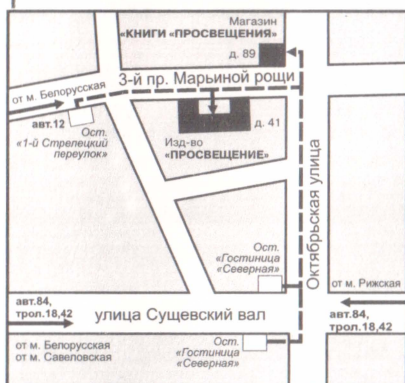 Магазин
«КНИГИ «ПРОСВЕЩЕНИЯ»
д. 89
3-й пр. Марьиной рощи
от м. Белорусская
авт.12
Ост.
«1-й Стрелецкий
переулок»
д. 41
Изд-во
«ПРОСВЕЩЕНИЕ»
Октябрьская улица
Ост.
«Гостиница
«Северная»
от м. Рижская
авт.84,
трол.18,42
улица Сущевский вал
авт.84,
трол.18,42
от м. Белорусская
от м. Савеловская
Ост.
«Гостиница
«Северная»